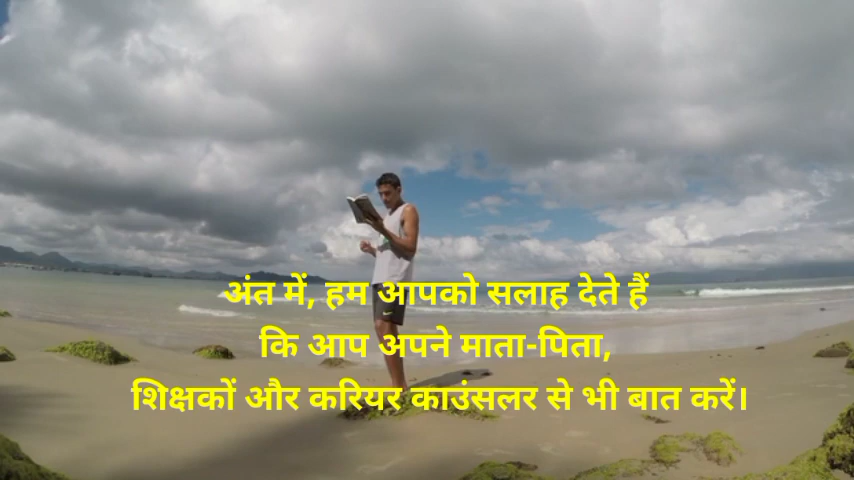 अंत में, हम आपको सलाह देते हैं
कि आप अपने माता-पिता,
शिक्षकों और करियर काउंसलर से भी बात करें।